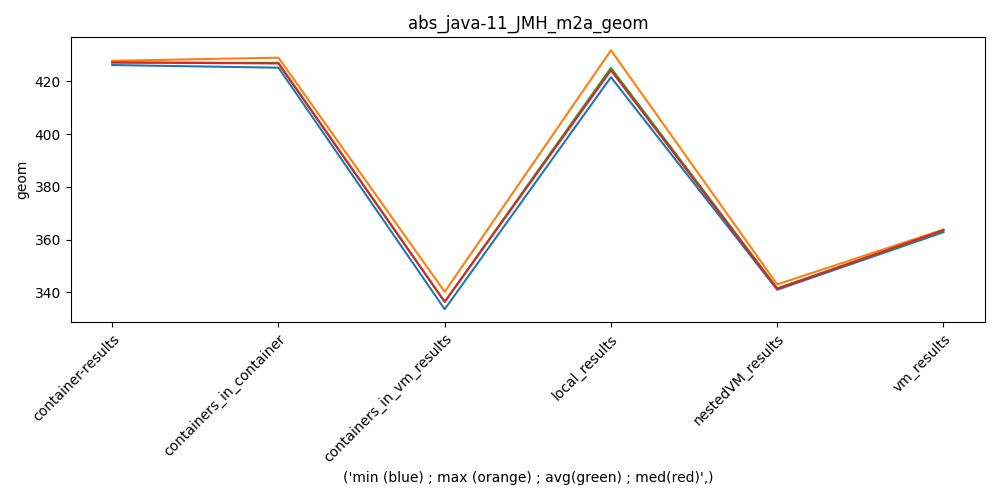 abs_java-11_JMH_m2a_geom
geom
420
400
380
360
340
container-results
containers_in_container
containers_in_vm_results
local_results
nestedVM_results
vm_results
('min (blue) ; max (orange) ; avg(green) ; med(red)',)